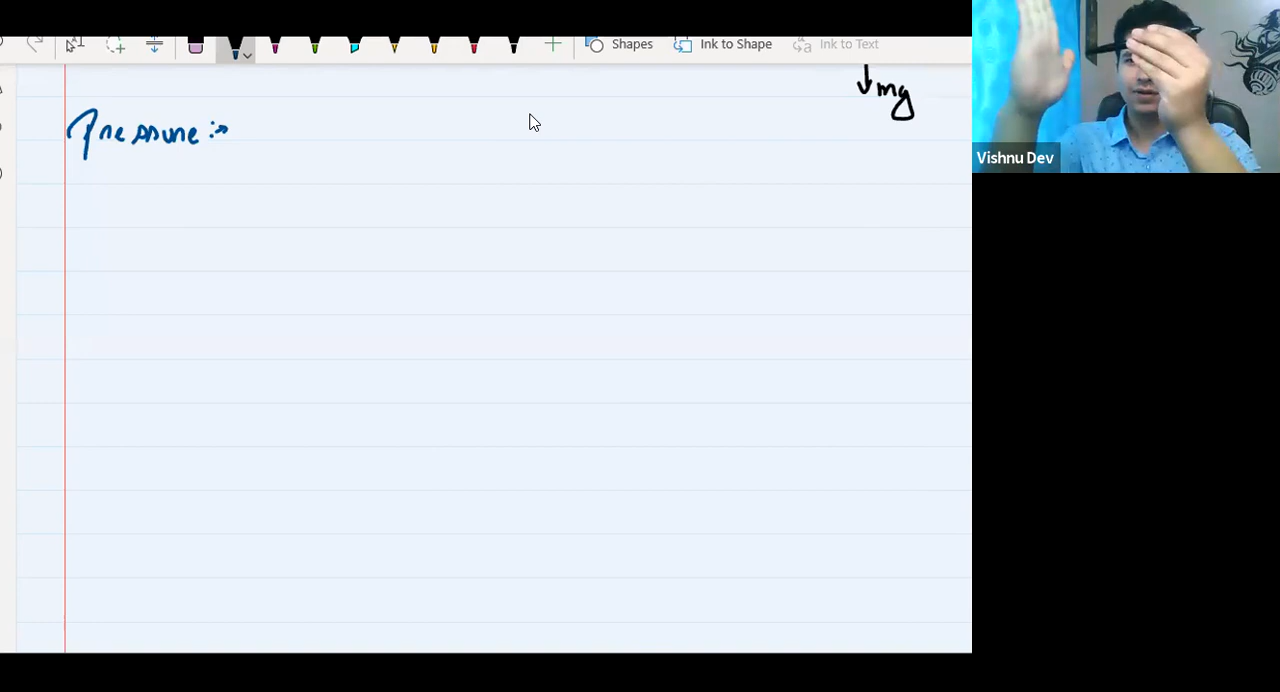 Shapes
Ink to Shape
Ink to Text
mg
Pressure :->
Vishnu Dev